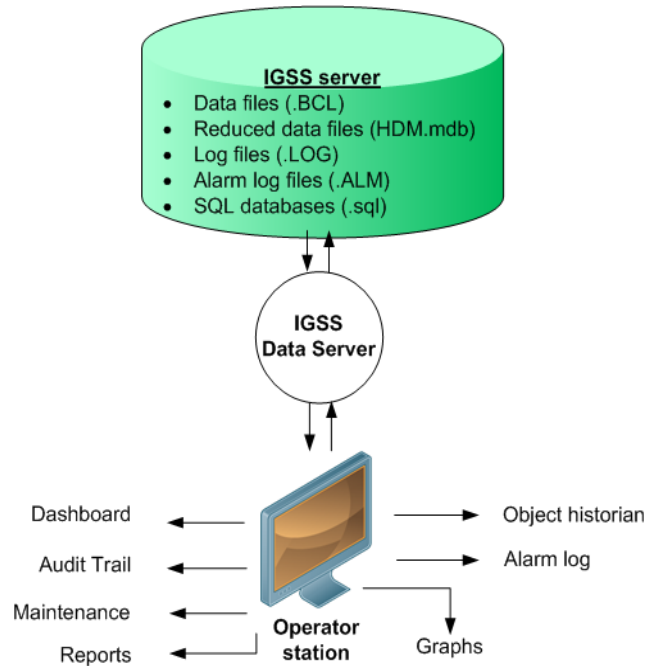 IGSS server
• Data files (.BCL)
• Reduced data files (HDM.mdb)
• Log files (.LOG)
• Alarm log files (.ALM)
• SQL databases (.sql)
IGSS
Data Server
Dashboard
Audit Trail
Maintenance
Reports
Operator
station
Object historian
Alarm log
Graphs